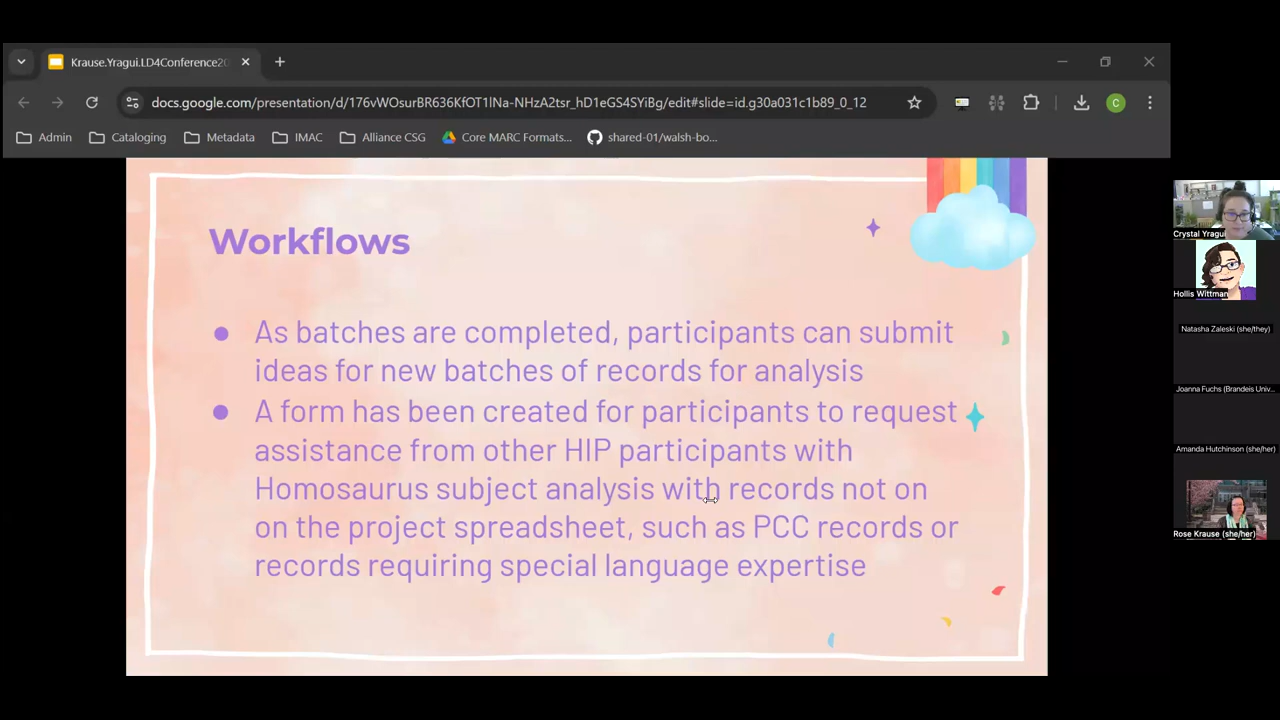 Krause.Yragui.LD4Conference20
docs.google.com/presentation/d/176vWOsurBR636KfOT1lNa-NHzA2tsr_hD1eGS4SYiBg/edit#slide=id.g30a031c1b89_0_12
C
Admin
Cataloging
Metadata
IMAC
Alliance CSG
Core MARC Formats...
shared-01/walsh-bo...
Workflows
As batches are completed, participants can submit
ideas for new batches of records for analysis
A form has been created for participants to request
assistance from other HIP participants with
Homosaurus subject analysis with records not on
on the project spreadsheet, such as PCC records or
records requiring special language expertise
Crystal Yragui
Hollis Wittman
Natasha Zaleski (she/they)
Joanna Fuchs (Brandeis Univ...
Amanda Hutchinson (she/her)
Rose Krause (she/her)